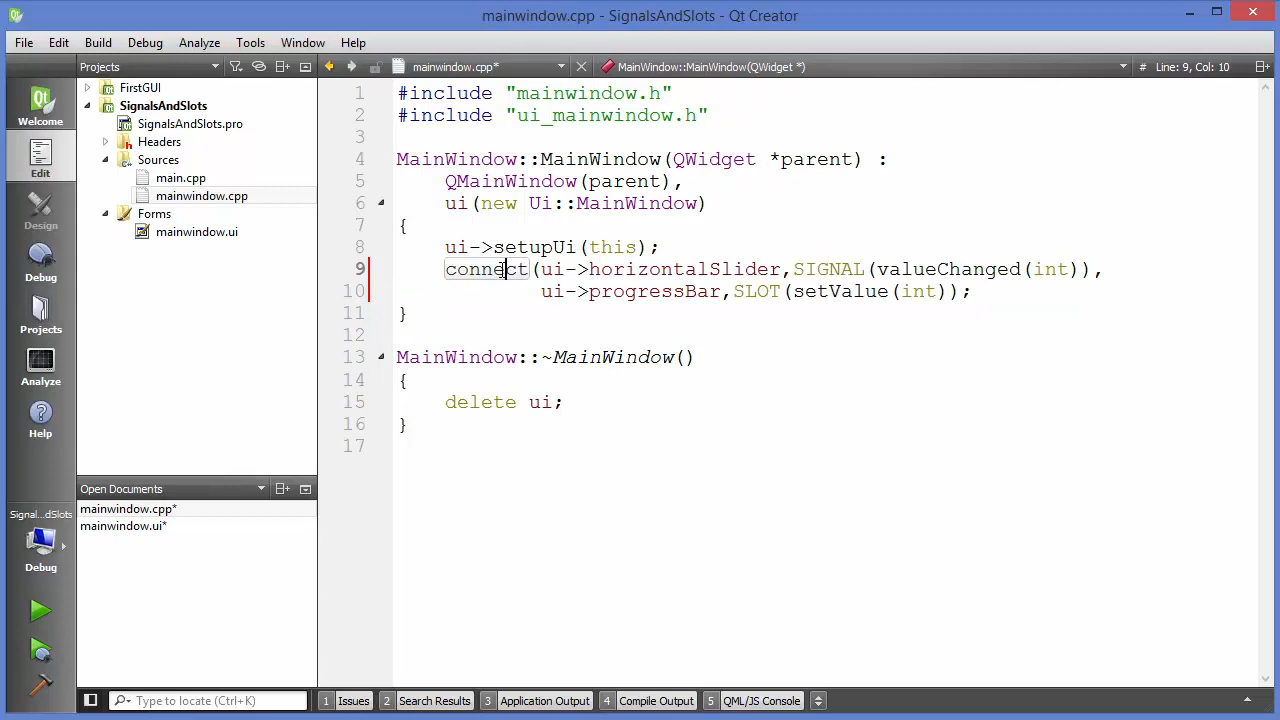 mainwindow.cpp - SignalsAndSlots - Qt Creator
File Edit Build Debug Analyze Tools Window Help
Projects mainwindow.cpp* MainWindow::MainWindow(QWidget *) # Line: 9, Col: 10
Welcome
Edit
Design
Debug
Projects
Analyze
Help
Signal...dSlots
Debug
FirstGUI
SignalsAndSlots
SignalsAndSlots.pro
Headers
Sources
main.cpp
mainwindow.cpp
Forms
mainwindow.ui
Open Documents
mainwindow.cpp*
mainwindow.ui*
1 #include "mainwindow.h"
2 #include "ui_mainwindow.h"
3
4 MainWindow::MainWindow(QWidget *parent) :
5 QMainWindow(parent),
6 ui(new Ui::MainWindow)
7 {
8 ui->setupUi(this);
9 connect(ui->horizontalSlider,SIGNAL(valueChanged(int)),
10 ui->progressBar,SLOT(setValue(int));
11 }
12
13 MainWindow::~MainWindow()
14 {
15 delete ui;
16 }
17
Type to locate (Ctrl+K) 1 Issues 2 Search Results 3 Application Output 4 Compile Output 5 QML/JS Console